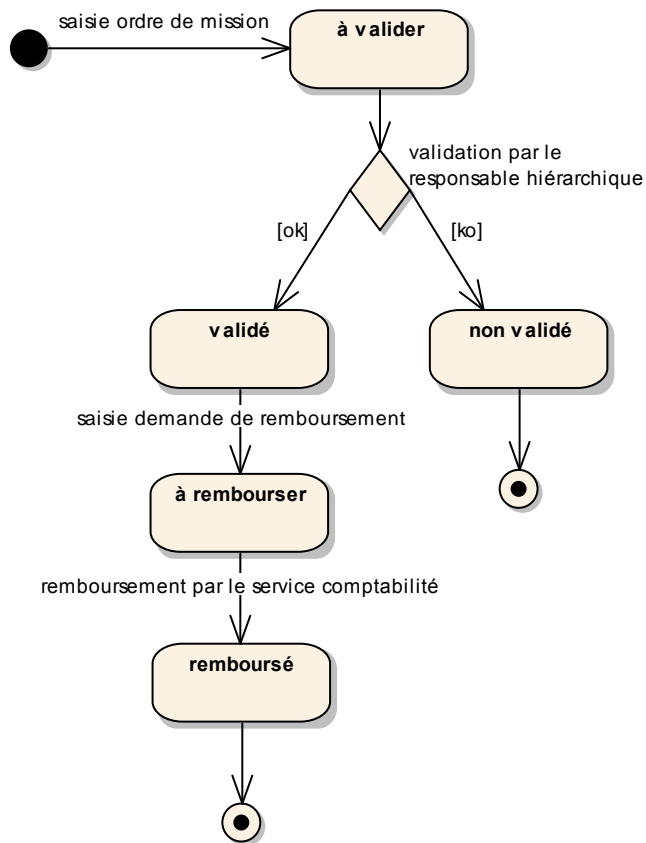 saisie ordre de mission
à valider
validation par le
responsable hiérarchique
[ok]
[ko]
validé
non validé
saisie demande de remboursement
à rembourser
remboursement par le service comptabilité
remboursé